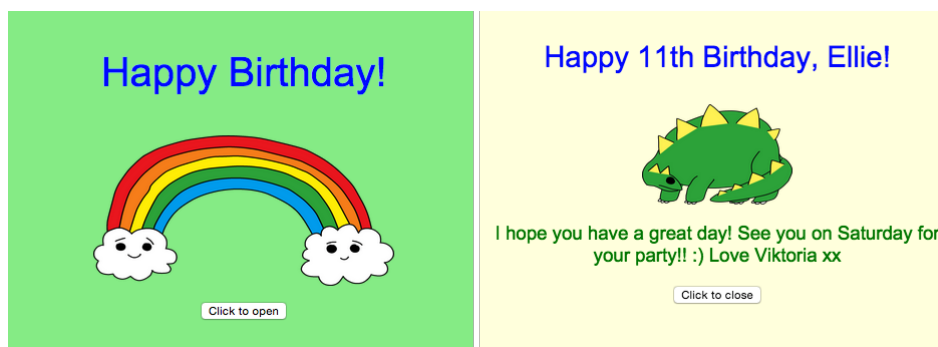 Happy Birthday!
Click to open
Happy 11th Birthday, Ellie!
I hope you have a great day! See you on Saturday for
your party!! :) Love Viktoria xx
Click to close